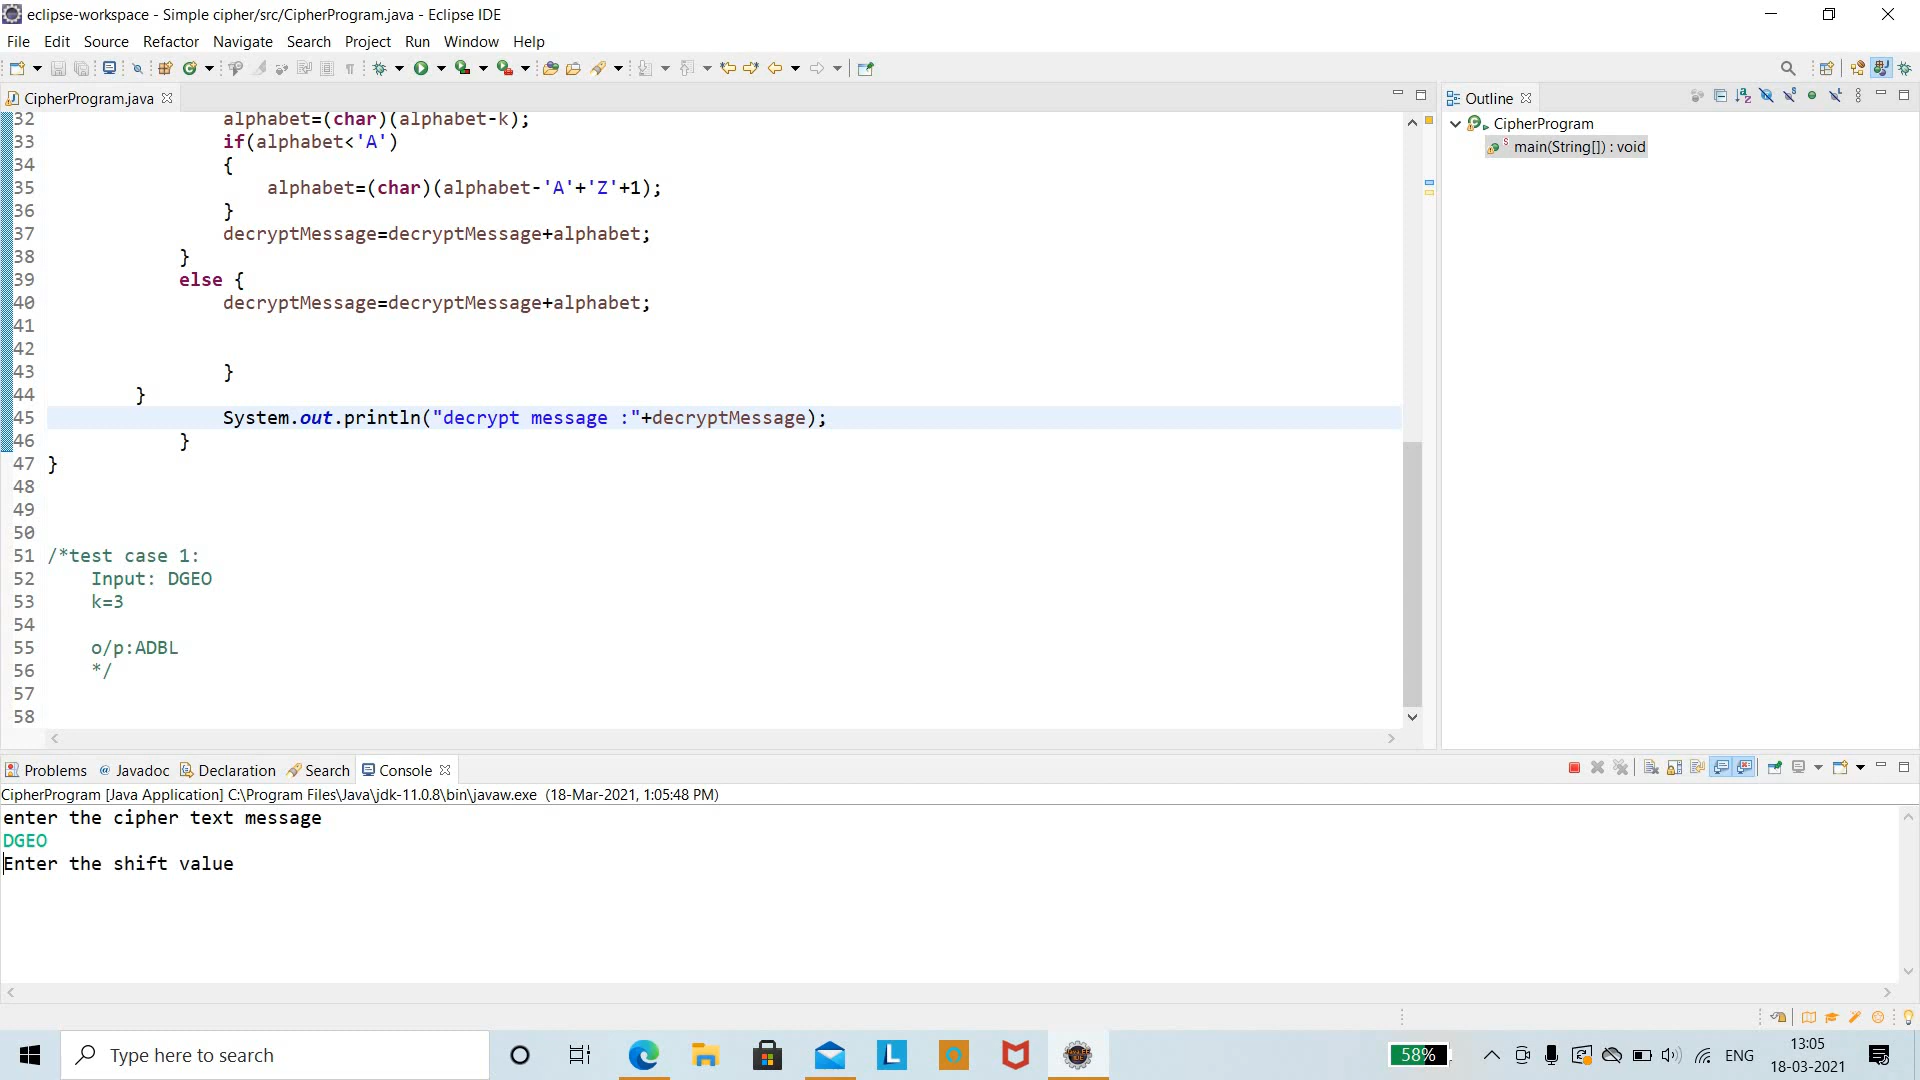 eclipse-workspace - Simple cipher/src/CipherProgram.java - Eclipse IDE
File Edit Source Refactor Navigate Search Project Run Window Help
CipherProgram.java
32 alphabet=(char)(alphabet-k);
33 if(alphabet<'A')
34 {
35 alphabet=(char)(alphabet-'A'+'Z'+1);
36 }
37 decryptMessage=decryptMessage+alphabet;
38 }
39 else {
40 decryptMessage=decryptMessage+alphabet;
41
42
43 }
44 }
45 System.out.println("decrypt message :"+decryptMessage);
46 }
47 }
48
49
50
51 /*test case 1:
52 Input: DGEO
53 k=3
54
55 o/p:ADBL
56 */
57
58
Outline
CipherProgram
main(String[]) : void
Problems Javadoc Declaration Search Console
CipherProgram [Java Application] C:\Program Files\Java\jdk-11.0.8\bin\javaw.exe (18-Mar-2021, 1:05:48 PM)
enter the cipher text message
DGEO
Enter the shift value
Type here to search
58%
ENG
13:05
18-03-2021